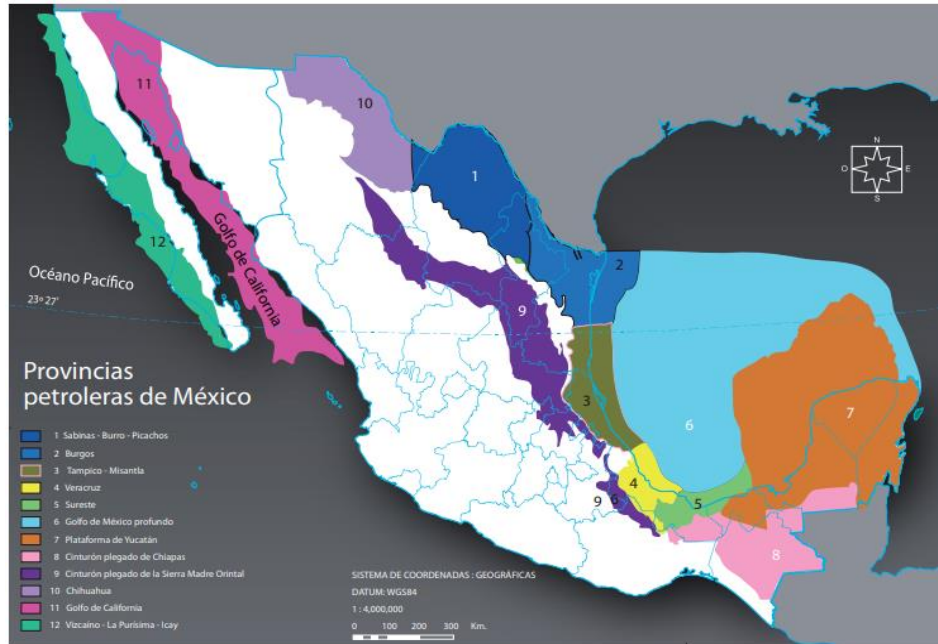 11
10
1
N
O
E
S
Golfo de California
12
2
Océano Pacífico
23º 27'
9
3
6
7
4
9
5
8
Provincias
petroleras de México
1 Sabinas - Burro - Picachos
2 Burgos
3 Tampico - Misantla
4 Veracruz
5 Sureste
6 Golfo de México profundo
7 Plataforma de Yucatán
8 Cinturón plegado de Chiapas
9 Cinturón plegado de la Sierra Madre Orintal
10 Chihuahua
11 Golfo de California
12 Vizcaíno - La Purísima - Icay
SISTEMA DE COORDENADAS : GEOGRÁFICAS
DATUM: WGS84
1 : 4,000,000
0 100 200 300 Km.